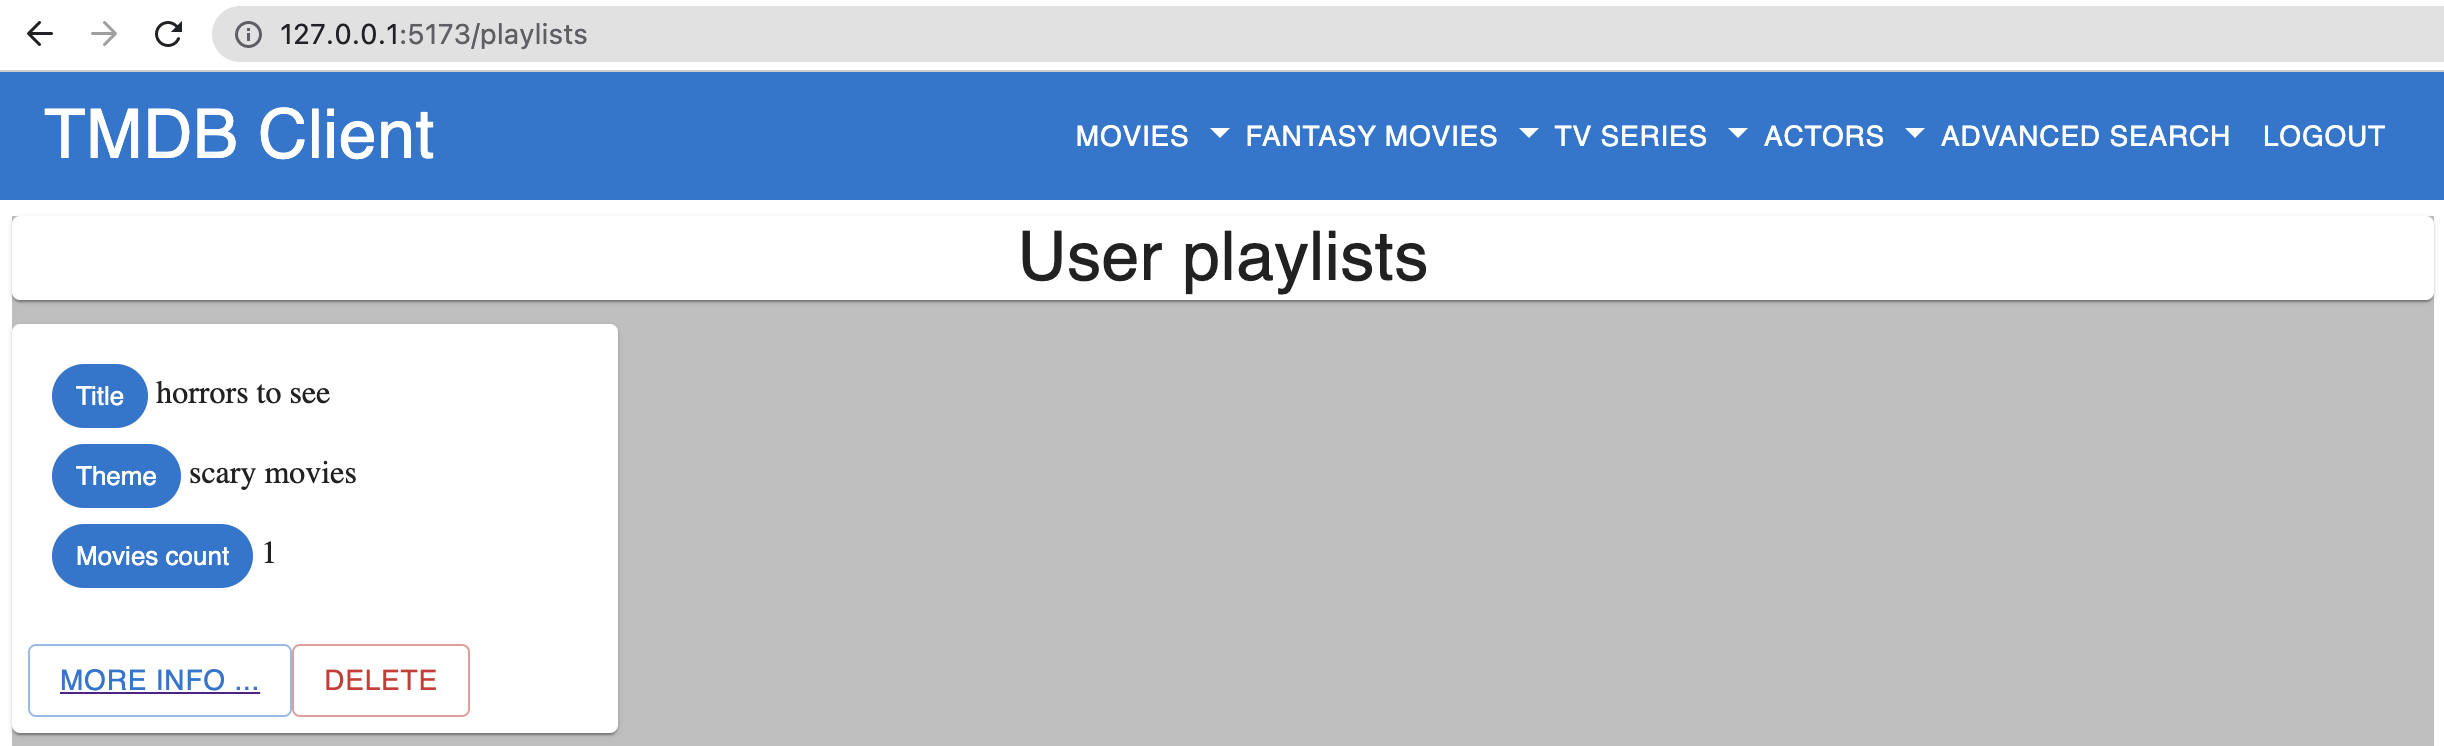 127.0.0.1:5173/playlists
TMDB Client MOVIES FANTASY MOVIES TV SERIES ACTORS ADVANCED SEARCH LOGOUT
User playlists
Title horrors to see
Theme scary movies
Movies count 1
MORE INFO ... DELETE